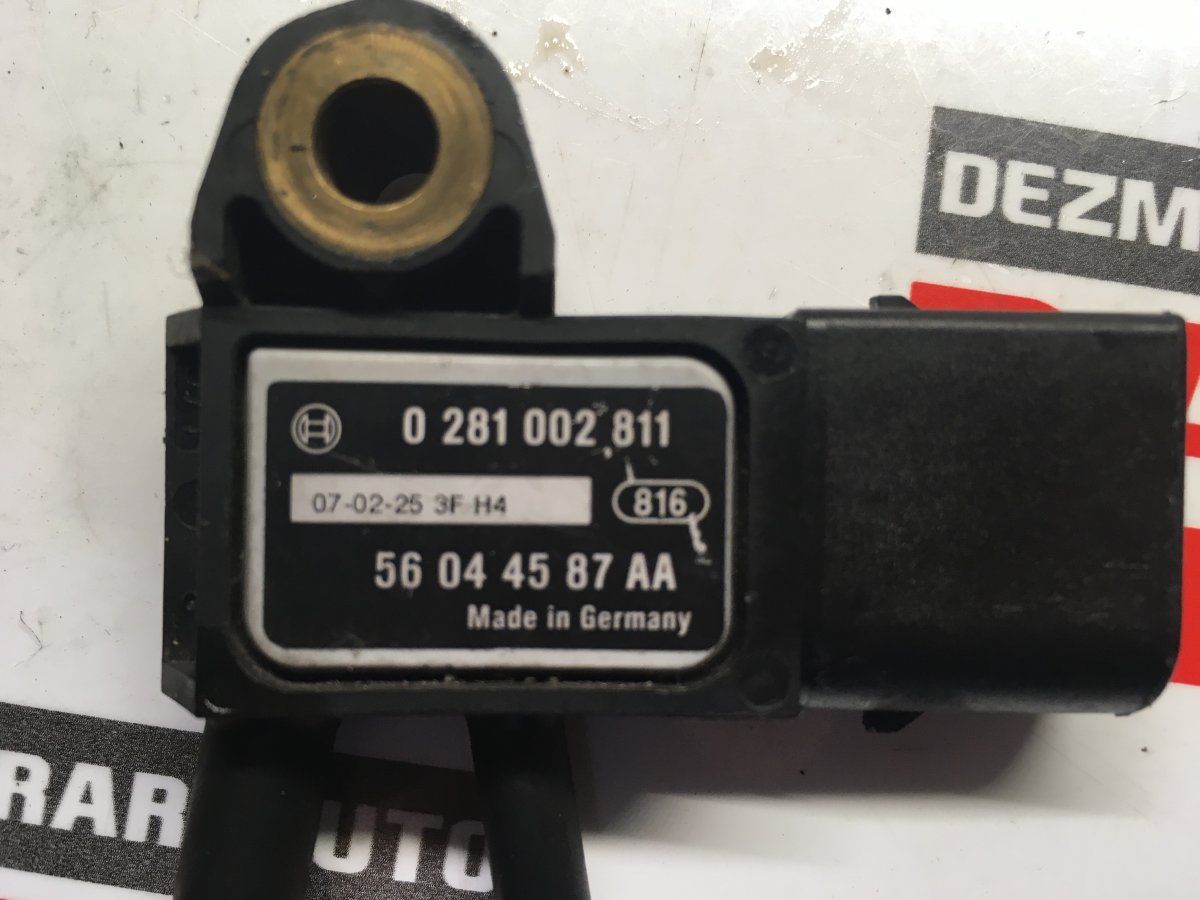 DEZM
0 281 002 811
07-02-25 3F H4
816
56 04 45 87 AA
Made in Germany
RAR
UTO